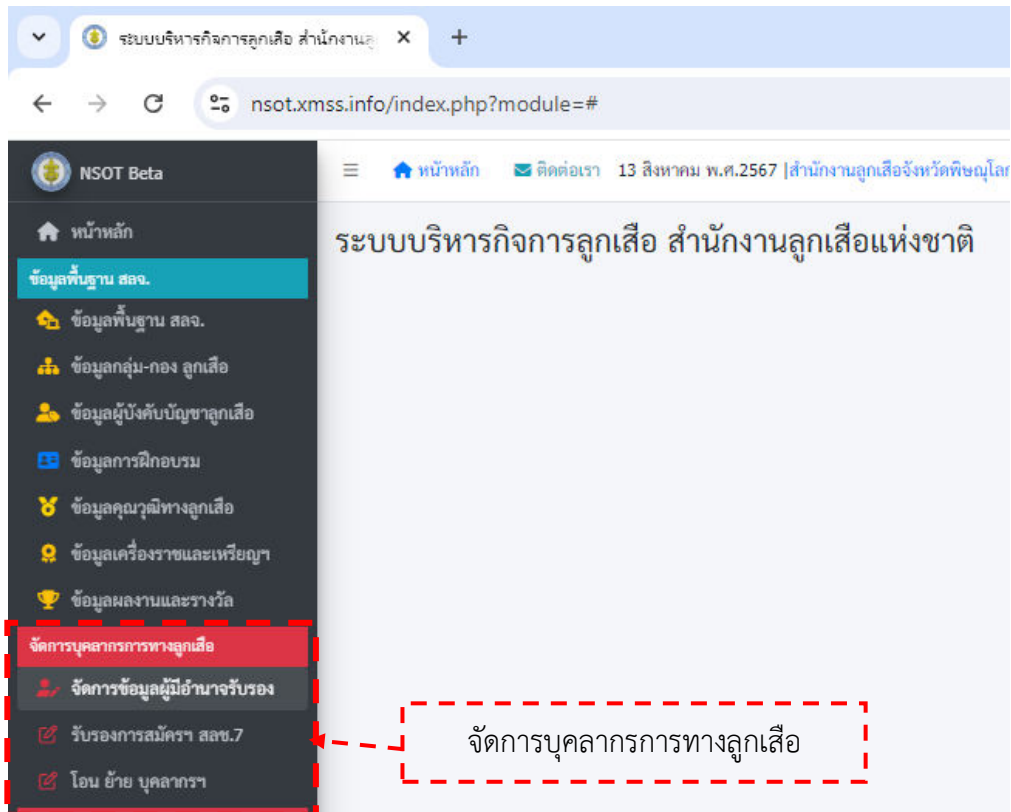 ระบบบริหารกิจการลูกเสือ สำนักงานลู
nsot.xmss.info/index.php?module=#
NSOT Beta
หน้าหลัก ติดต่อเรา 13 สิงหาคม พ.ศ.2567 |สำนักงานลูกเสือจังหวัดพิษณุโลก
หน้าหลัก
ระบบบริหารกิจการลูกเสือ สำนักงานลูกเสือแห่งชาติ
ข้อมูลพื้นฐาน สลจ.
ข้อมูลพื้นฐาน สลจ.
ข้อมูลกลุ่ม-กอง ลูกเสือ
ข้อมูลผู้บังคับบัญชาลูกเสือ
ข้อมูลการฝึกอบรม
ข้อมูลคุณวุฒิทางลูกเสือ
ข้อมูลเครื่องราชและเหรียญฯ
ข้อมูลผลงานและรางวัล
จัดการบุคลากรการทางลูกเสือ
จัดการข้อมูลผู้มีอำนาจรับรอง
รับรองการสมัครฯ สลช.7
จัดการบุคลากรการทางลูกเสือ
โอน ย้าย บุคลากรฯ